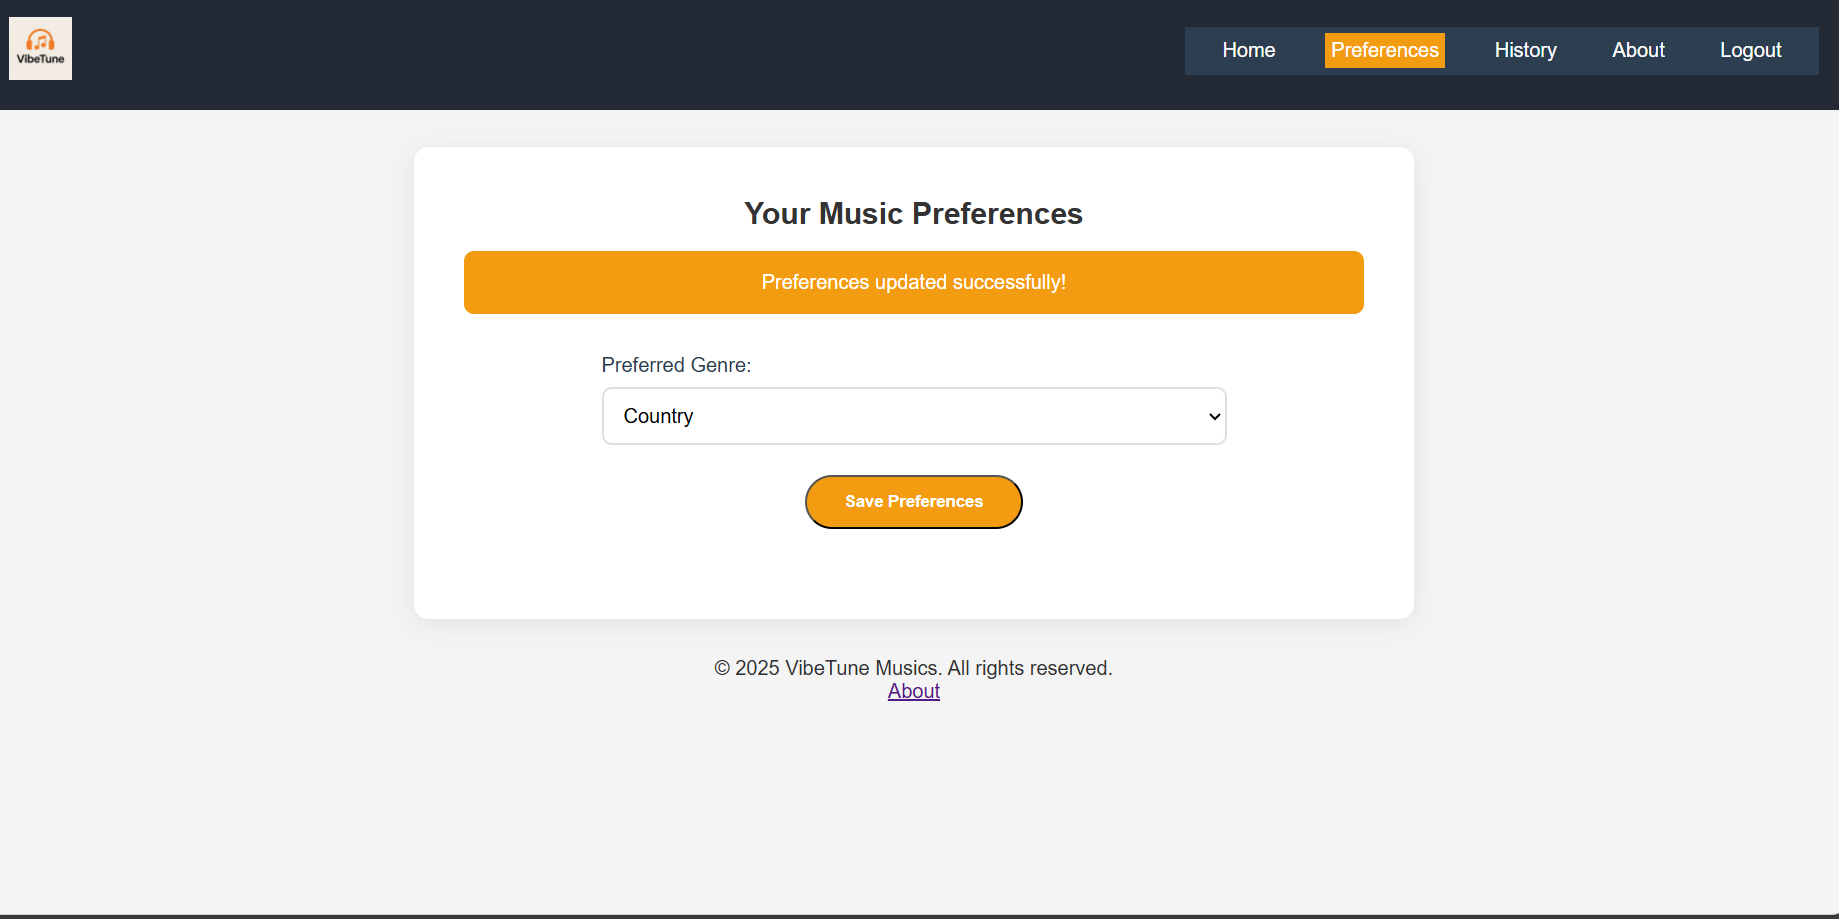 VibeTune
Home Preferences History About Logout
Your Music Preferences
Preferences updated successfully!
Preferred Genre:
Country
Save Preferences
© 2025 VibeTune Musics. All rights reserved.
About